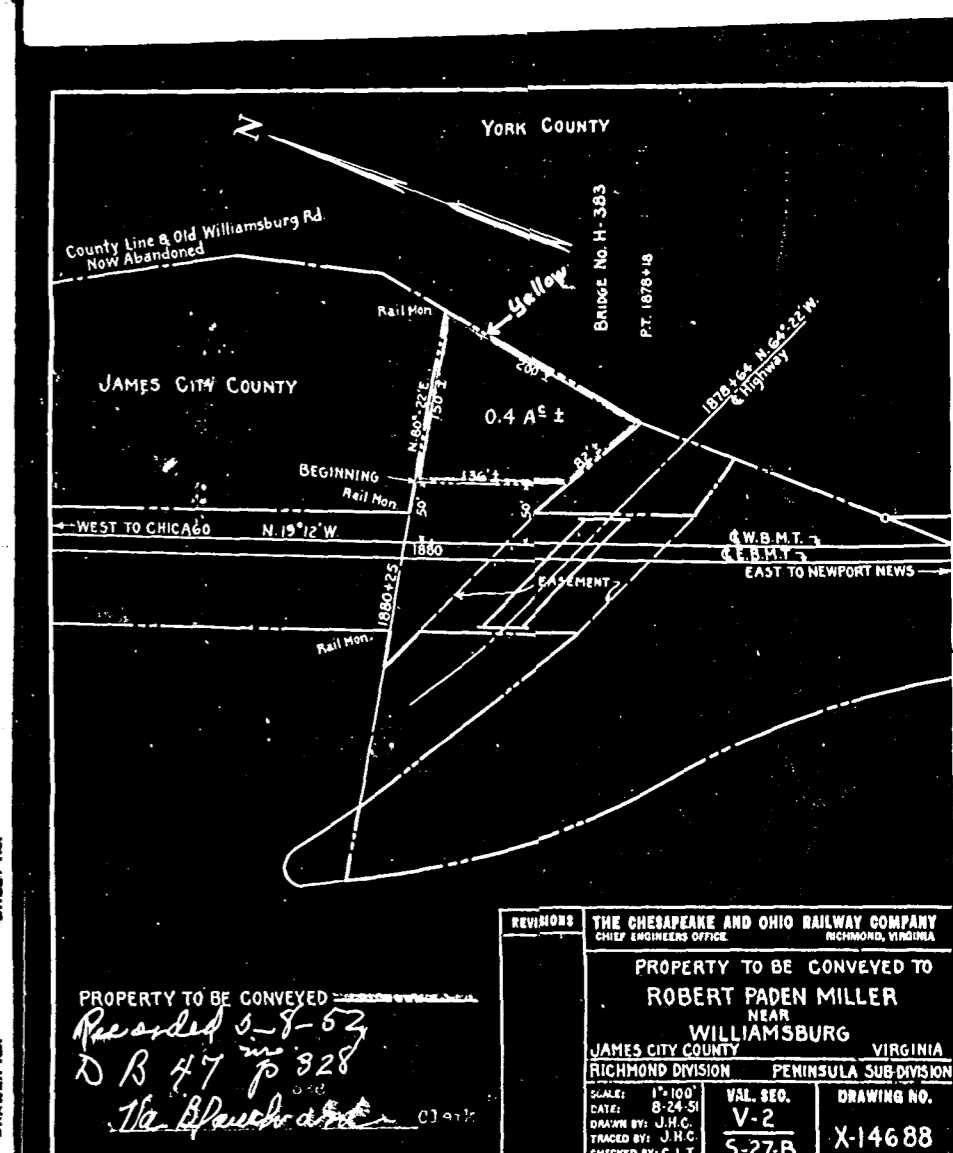 N
YORK COUNTY
County Line & Old Williamsburg Rd.
Now Abandoned
BRIDGE NO. H-383
P.T. 1878+18
Yellow
Rail Mon
JAMES CITY COUNTY
200'±
N.80°-22'E.
150'±
0.4 Ac ±
1878+64 N.64°-22'W.
℄ Highway
BEGINNING
136'±
82'±
Rail Mon.
50'
50'
WEST TO CHICAGO
N.19°12'W.
1880
℄ W.B.M.T.
℄ E.B.M.T.
EAST TO NEWPORT NEWS
EASEMENT
1880+25
Rail Mon.
PROPERTY TO BE CONVEYED
Recorded 5-8-52
D B 47 p 328
Clerk
REVISIONS
THE CHESAPEAKE AND OHIO RAILWAY COMPANY
CHIEF ENGINEERS OFFICE. RICHMOND, VIRGINIA
PROPERTY TO BE CONVEYED TO
ROBERT PADEN MILLER
NEAR
WILLIAMSBURG
JAMES CITY COUNTY VIRGINIA
RICHMOND DIVISION PENINSULA SUB-DIVISION
SCALE: 1"=100'
DATE: 8-24-51
DRAWN BY: J.H.C.
TRACED BY: J.H.C.
CHECKED BY: C.L.T.
VAL. SEC.
V-2
S-27-B
DRAWING NO.
X-14688